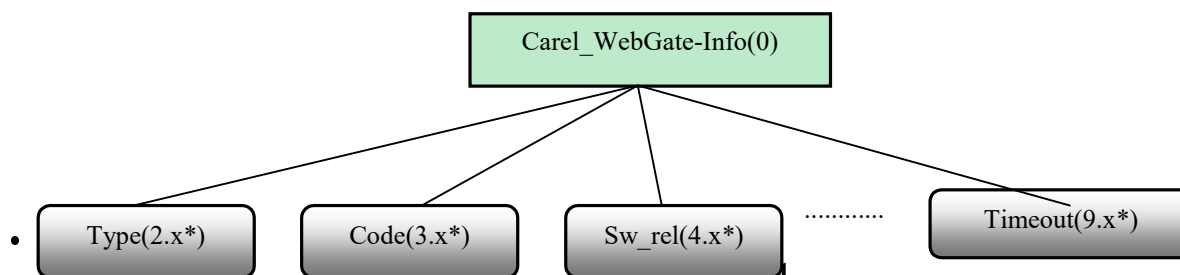 Carel_WebGate-Info(0)
• Type(2.x*) Code(3.x*) Sw_rel(4.x*) ............ Timeout(9.x*)